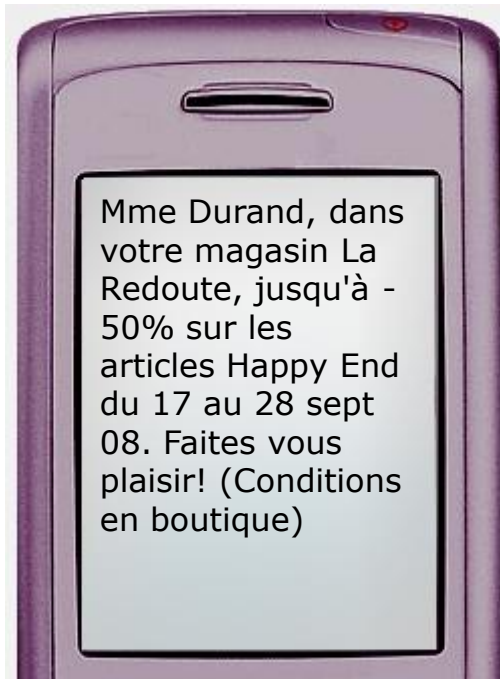 Mme Durand, dans
votre magasin La
Redoute, jusqu'à -
50% sur les
articles Happy End
du 17 au 28 sept
08. Faites vous
plaisir! (Conditions
en boutique)